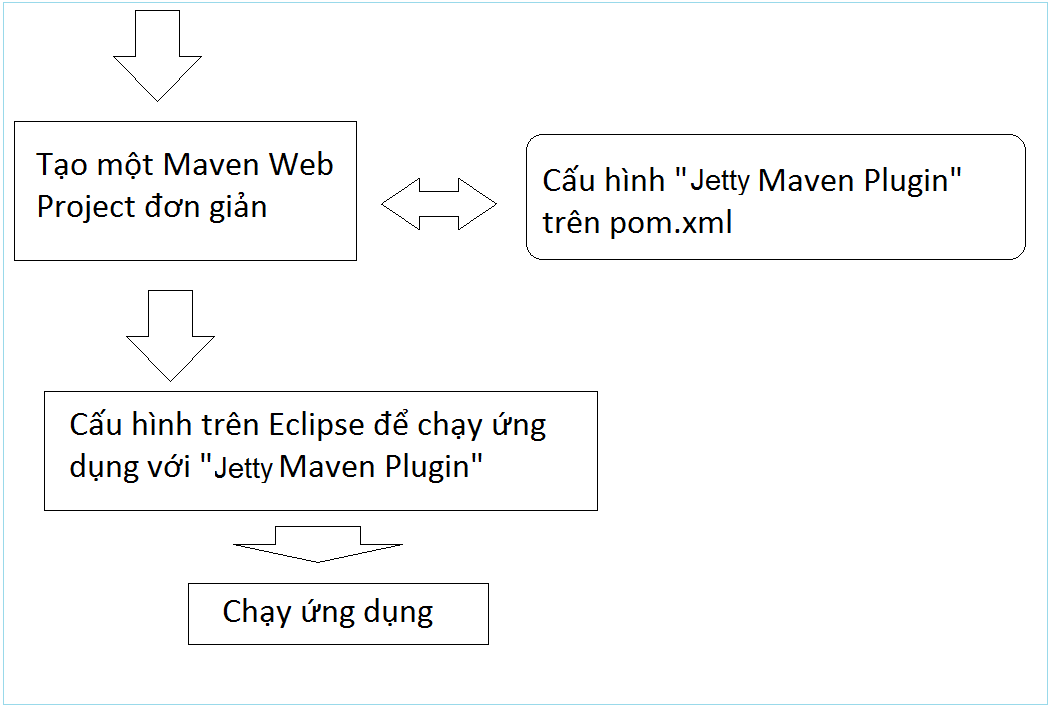 Tạo một Maven Web
Project đơn giản
Cấu hình "Jetty Maven Plugin"
trên pom.xml
Cấu hình trên Eclipse để chạy ứng
dụng với "Jetty Maven Plugin"
Chạy ứng dụng